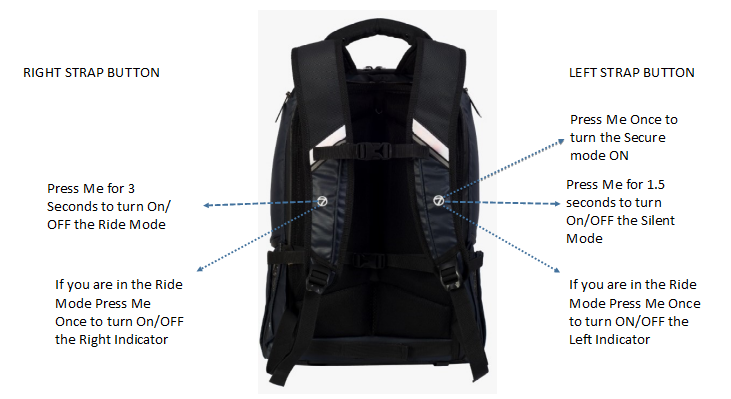 RIGHT STRAP BUTTON
LEFT STRAP BUTTON
Press Me Once to
turn the Secure
mode ON
Press Me for 3
Seconds to turn On/
OFF the Ride Mode
Press Me for 1.5
seconds to turn
On/OFF the Silent
Mode
If you are in the Ride
Mode Press Me
Once to turn On/OFF
the Right Indicator
If you are in the Ride
Mode Press Me Once
to turn ON/OFF the
Left Indicator